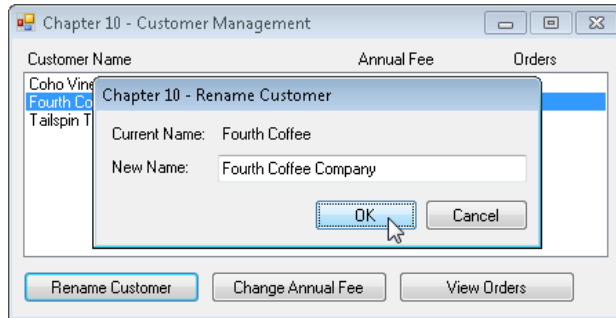 Chapter 10 - Customer Management
Customer Name Annual Fee Orders
Coho Vine
Fourth Co
Tailspin T
Chapter 10 - Rename Customer
Current Name: Fourth Coffee
New Name: Fourth Coffee Company
OK Cancel
Rename Customer Change Annual Fee View Orders